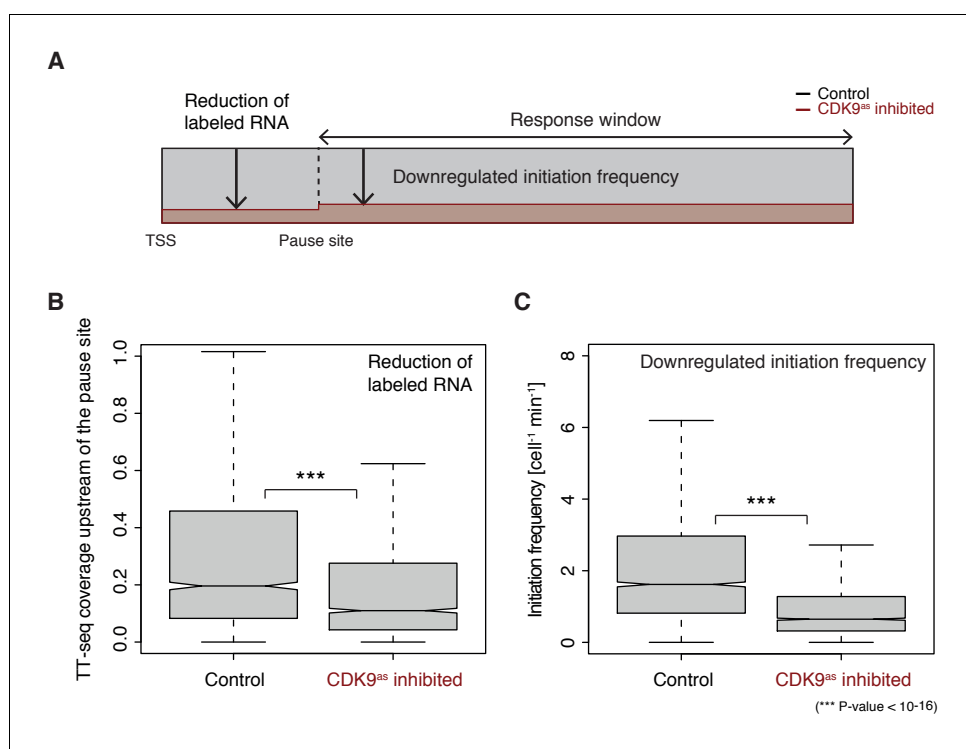 A
Reduction of
labeled RNA
Response window
Control
CDK9as inhibited
Downregulated initiation frequency
TSS
Pause site
B
TT-seq coverage upstream of the pause site
0.0
0.2
0.4
0.6
0.8
1.0
Reduction of
labeled RNA
***
Control
CDK9as inhibited
C
Initiation frequency [cell-1 min-1]
0
2
4
6
8
Downregulated initiation frequency
***
Control
CDK9as inhibited
(*** P-value < 10-16)